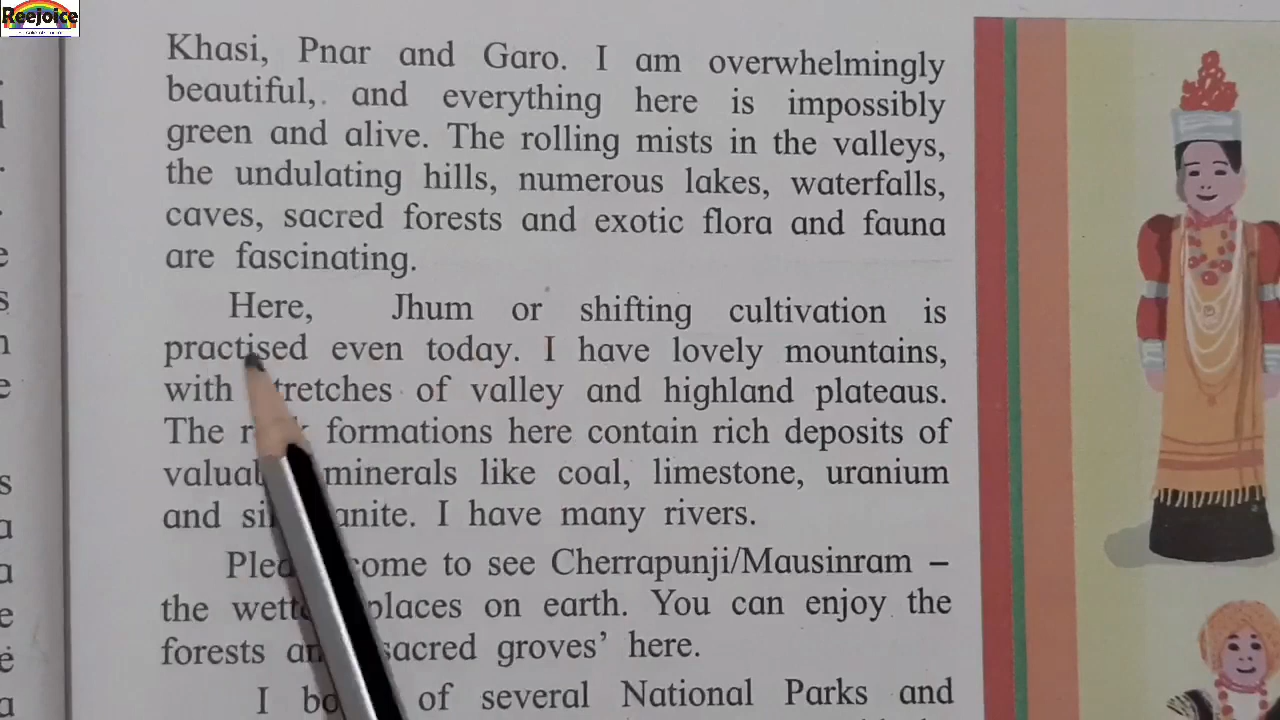 Reejoice
Khasi, Pnar and Garo. I am overwhelmingly
beautiful, and everything here is impossibly
green and alive. The rolling mists in the valleys,
the undulating hills, numerous lakes, waterfalls,
caves, sacred forests and exotic flora and fauna
are fascinating.
Here, Jhum or shifting cultivation is
practised even today. I have lovely mountains,
with stretches of valley and highland plateaus.
The formations here contain rich deposits of
minerals like coal, limestone, uranium
and . I have many rivers.
come to see Cherrapunji/Mausinram –
the places on earth. You can enjoy the
forests sacred groves’ here.
I of several National Parks and